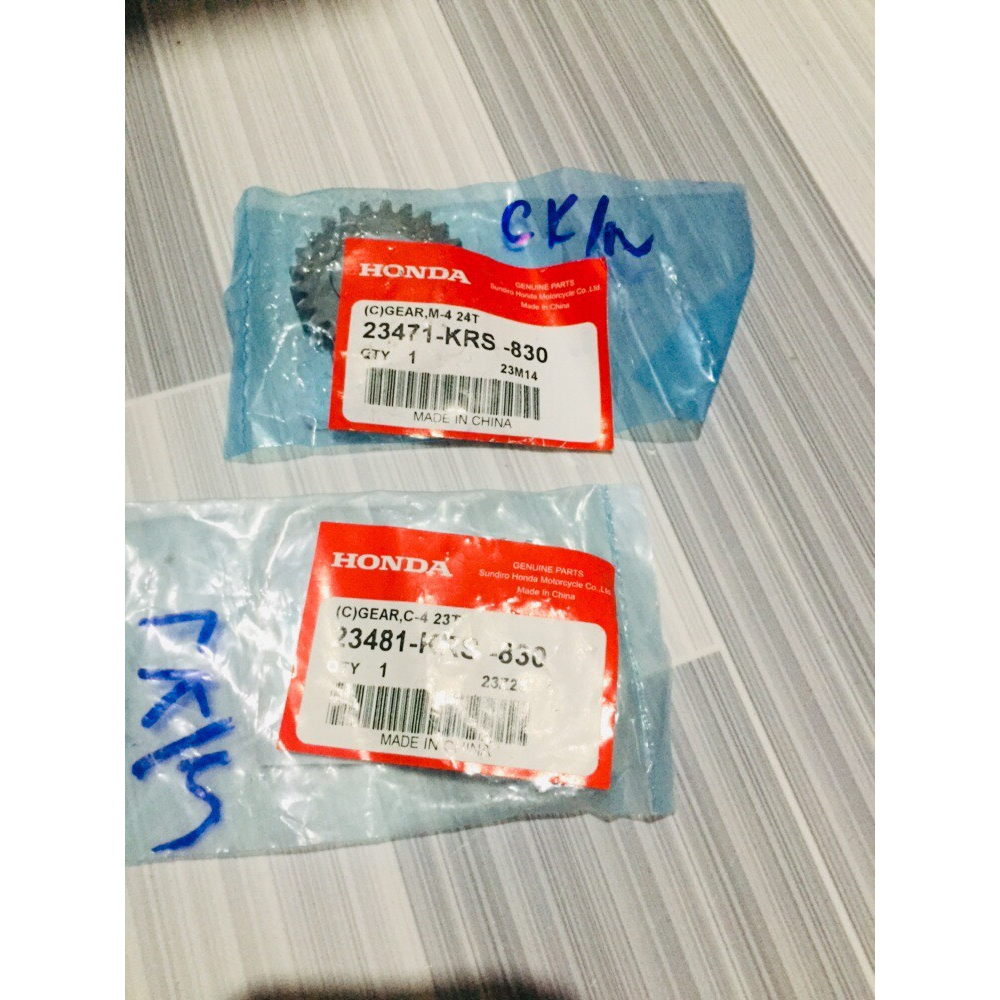 CK/n
HONDA
GENUINE PARTS
Sundiro Honda Motorcycle Co.,Ltd.
Made in China
(C)GEAR,M-4 24T
23471-KRS -830
QTY 1
23M14
MADE IN CHINA
HONDA
GENUINE PARTS
Sundiro Honda Motorcycle Co.,Ltd.
Made in China
(C)GEAR,C-4 23T
23481-KRS -830
QTY 1
MADE IN CHINA